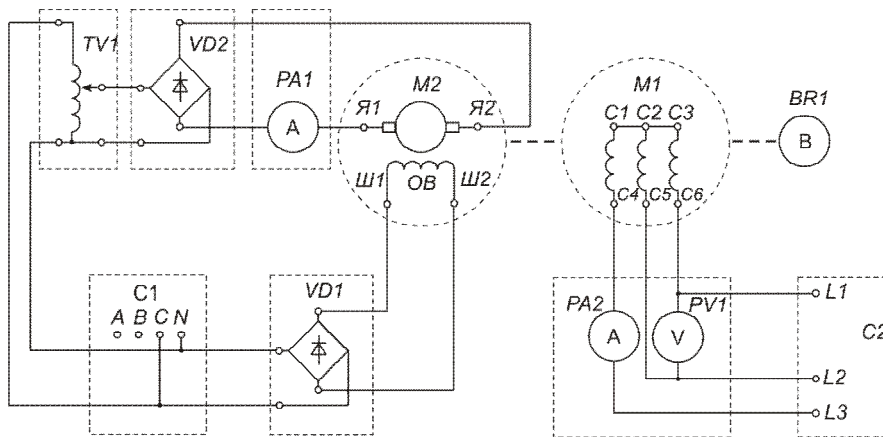 TV1
VD2
PA1
A
M2
Я1
Я2
Ш1
ОВ
Ш2
M1
C1 C2 C3
C4 C5 C6
BR1
B
C1
A B C N
VD1
PA2
A
PV1
V
L1
C2
L2
L3